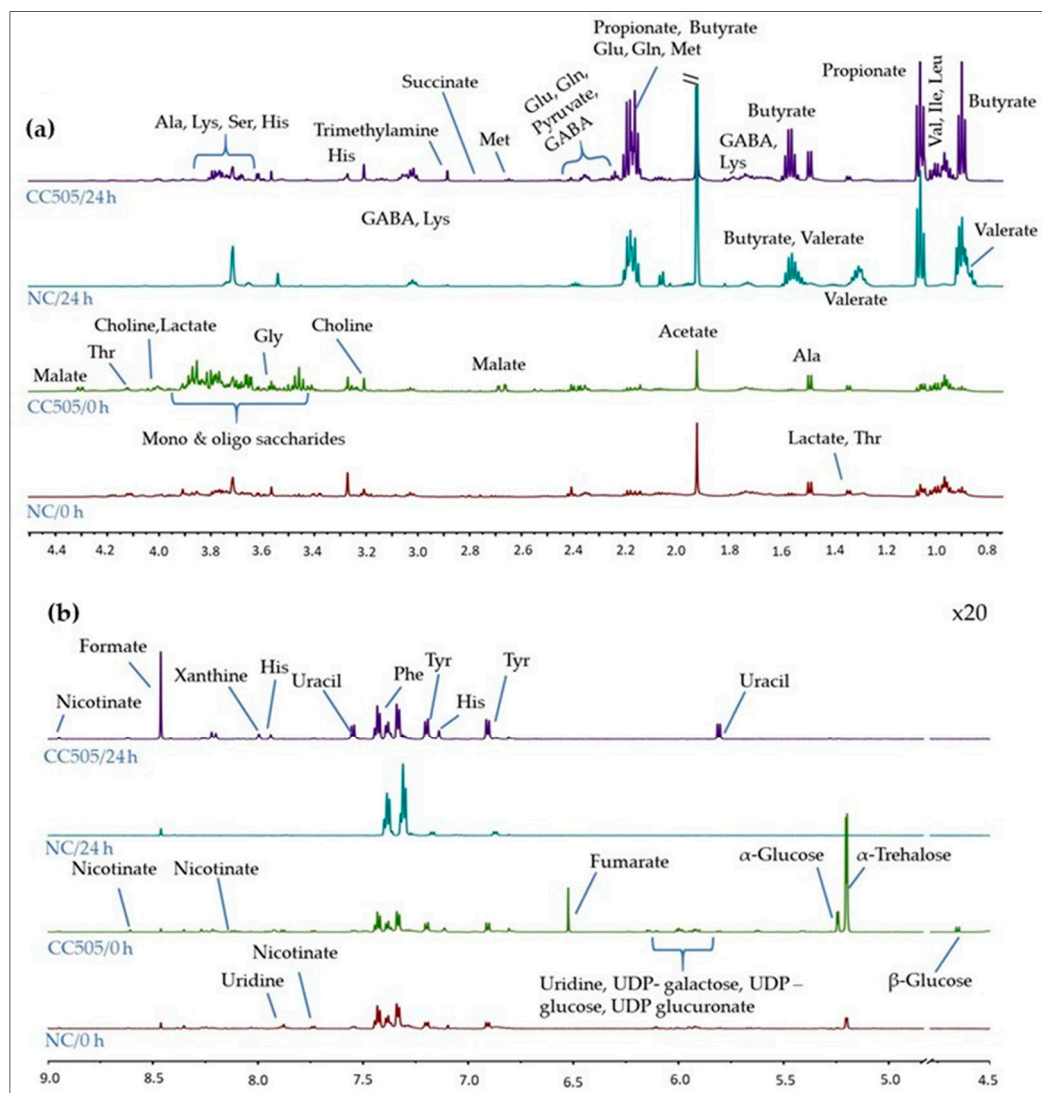 (a)
Propionate, Butyrate
Glu, Gln, Met
Propionate
Val, Ile, Leu
Butyrate
Succinate
Glu, Gln,
Pyruvate,
GABA
Butyrate
Ala, Lys, Ser, His
Trimethylamine
His
Met
GABA,
Lys
CC505/24 h
GABA, Lys
Butyrate, Valerate
Valerate
NC/24 h
Valerate
Choline,Lactate
Thr
Malate
Gly
Choline
Malate
Acetate
Ala
CC505/0 h
Mono & oligo saccharides
Lactate, Thr
NC/0 h
4.4 4.2 4.0 3.8 3.6 3.4 3.2 3.0 2.8 2.6 2.4 2.2 2.0 1.8 1.6 1.4 1.2 1.0 0.8
(b)
x20
Formate
Nicotinate
Xanthine
His
Uracil
Phe
Tyr
His
Tyr
Uracil
CC505/24 h
NC/24 h
Nicotinate
Nicotinate
Fumarate
α-Glucose
α-Trehalose
CC505/0 h
Nicotinate
Uridine
Uridine, UDP- galactose, UDP –
glucose, UDP glucuronate
β-Glucose
NC/0 h
9.0 8.5 8.0 7.5 7.0 6.5 6.0 5.5 5.0 4.5